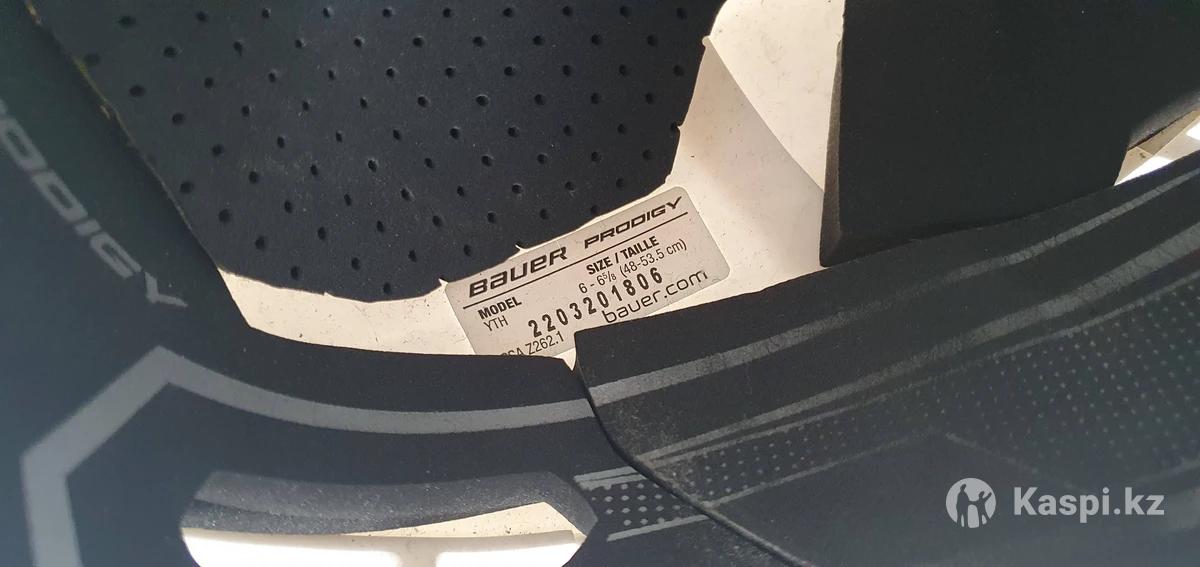 PRODIGY
BAUER PRODIGY
MODEL SIZE / TAILLE
YTH 6 - 6⅝ (48-53.5 cm)
2203201806
CSA Z262.1 bauer.com
Kaspi.kz